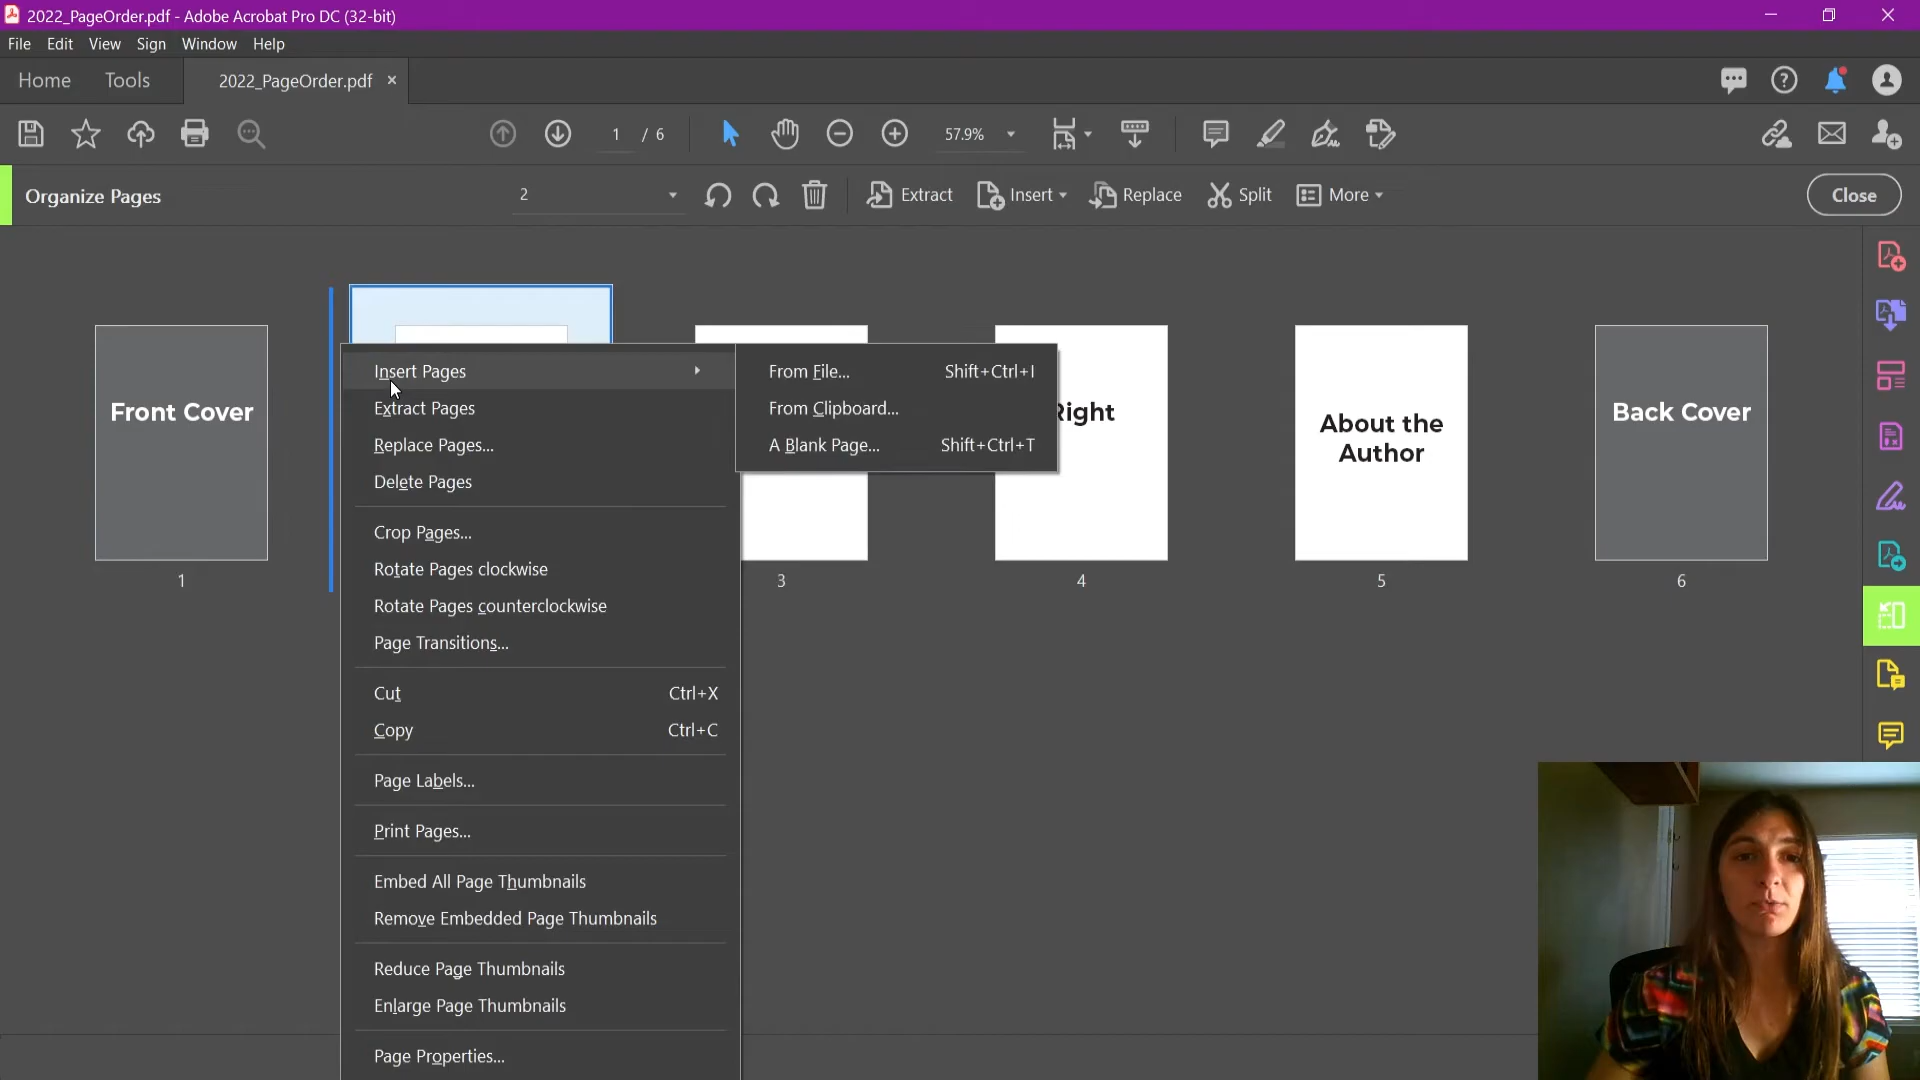 2022_PageOrder.pdf - Adobe Acrobat Pro DC (32-bit)
File Edit View Sign Window Help
Home Tools 2022_PageOrder.pdf ×
1 / 6 57.9%
Organize Pages 2 Extract Insert Replace Split More Close
Insert Pages
Extract Pages
Replace Pages...
Delete Pages
Crop Pages...
Rotate Pages clockwise
Rotate Pages counterclockwise
Page Transitions...
Cut Ctrl+X
Copy Ctrl+C
Page Labels...
Print Pages...
Embed All Page Thumbnails
Remove Embedded Page Thumbnails
Reduce Page Thumbnails
Enlarge Page Thumbnails
Page Properties...
From File... Shift+Ctrl+I
From Clipboard...
A Blank Page... Shift+Ctrl+T
Front Cover
1
3
Right
4
About the
Author
5
Back Cover
6